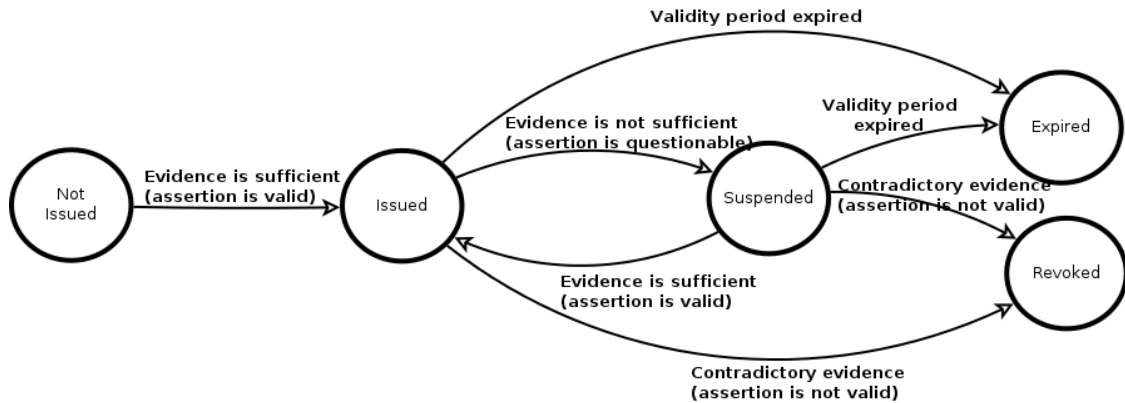 Validity period expired
Validity period
expired
Expired
Evidence is not sufficient
(assertion is questionable)
Evidence is sufficient
(assertion is valid)
Not
Issued
Issued
Suspended
Contradictory evidence
(assertion is not valid)
Revoked
Evidence is sufficient
(assertion is valid)
Contradictory evidence
(assertion is not valid)